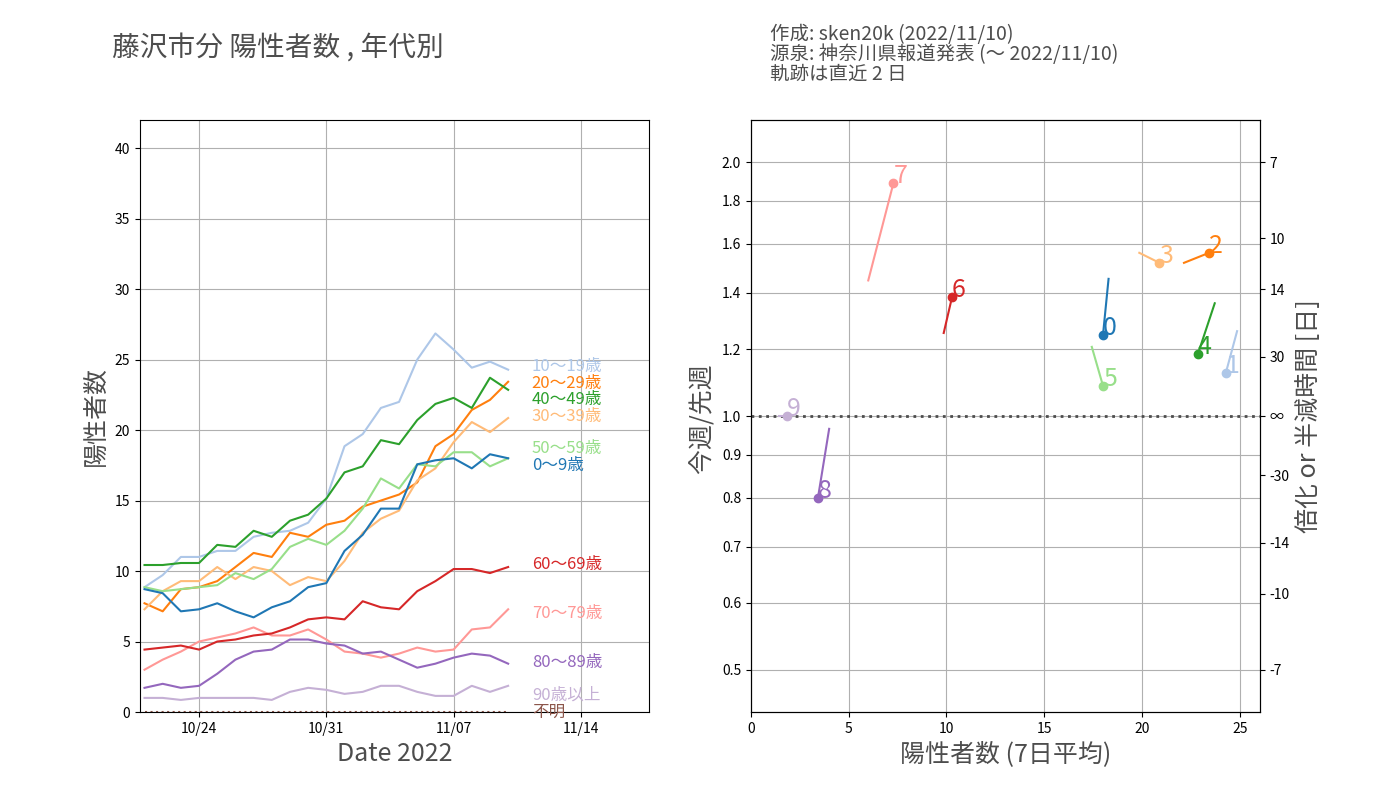 藤沢市分 陽性者数 , 年代別
作成: sken20k (2022/11/10)
源泉: 神奈川県報道発表 (〜 2022/11/10)
軌跡は直近 2 日
陽性者数
40
35
30
25
20
15
10
5
0
10/24
10/31
11/07
11/14
Date 2022
10〜19歳
20〜29歳
40〜49歳
30〜39歳
50〜59歳
0〜9歳
60〜69歳
70〜79歳
80〜89歳
90歳以上
不明
今週/先週
2.0
1.8
1.6
1.4
1.2
1.0
0.9
0.8
0.7
0.6
0.5
7
2
3
6
0
4
1
5
9
8
0
5
10
15
20
25
陽性者数 (7日平均)
7
10
14
30
∞
-30
-14
-10
-7
倍化 or 半減時間 [日]